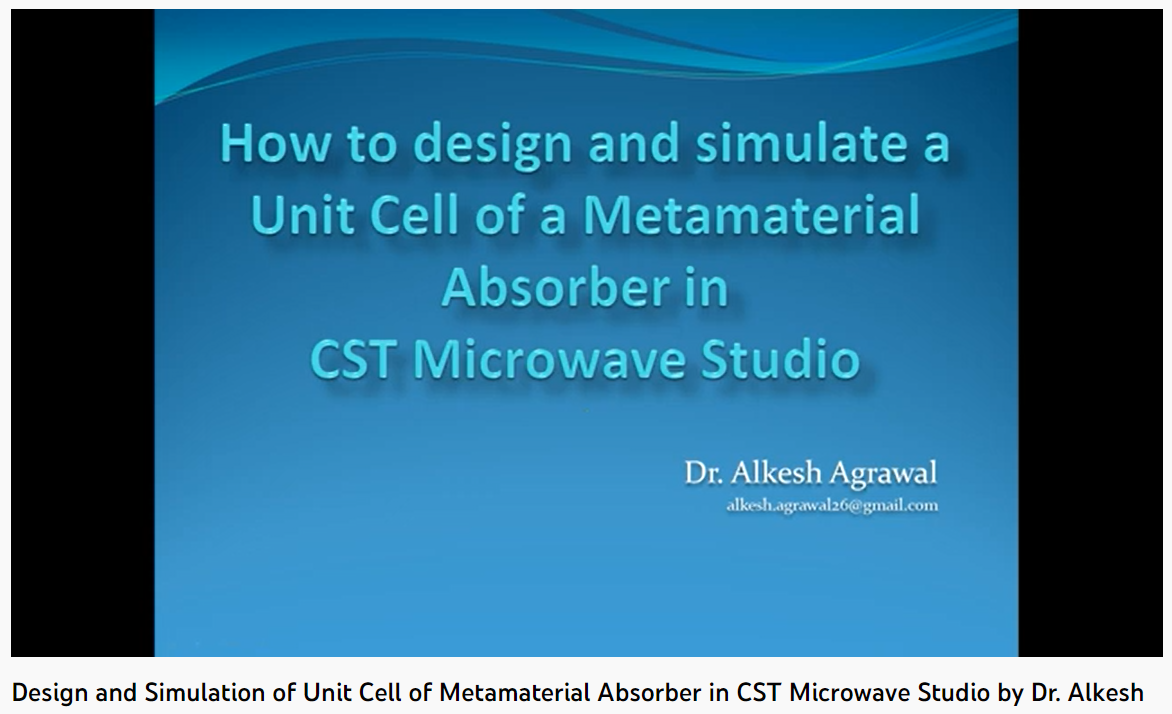 How to design and simulate a
Unit Cell of a Metamaterial
Absorber in
CST Microwave Studio
Dr. Alkesh Agrawal
alkesh.agrawal26@gmail.com
Design and Simulation of Unit Cell of Metamaterial Absorber in CST Microwave Studio by Dr. Alkesh